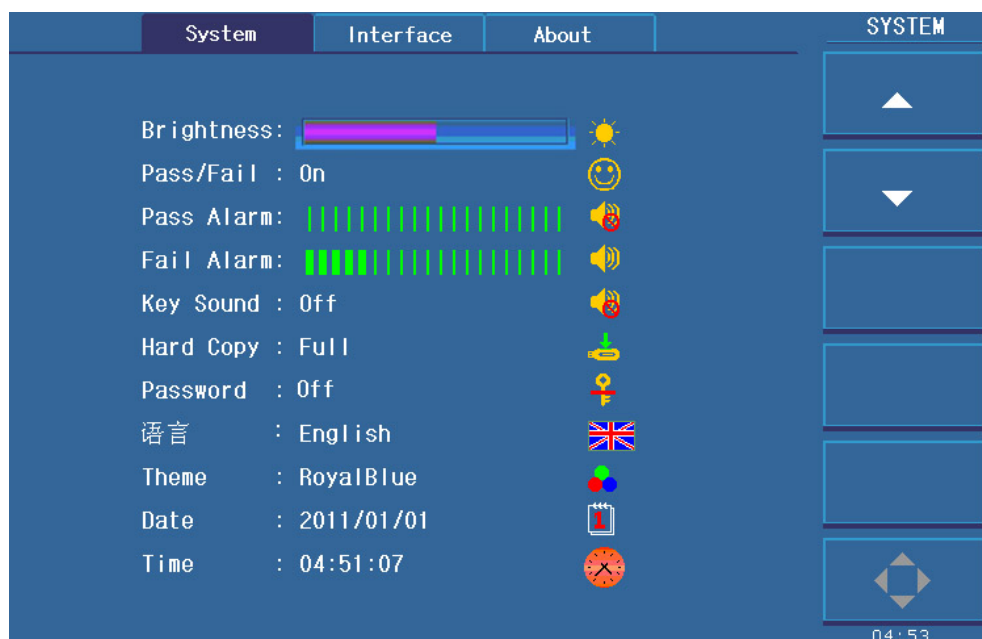 System Interface About SYSTEM
Brightness:
Pass/Fail : On
Pass Alarm:
Fail Alarm:
Key Sound : Off
Hard Copy : Full
Password : Off
语言 : English
Theme : RoyalBlue
Date : 2011/01/01
1
Time : 04:51:07
04:53